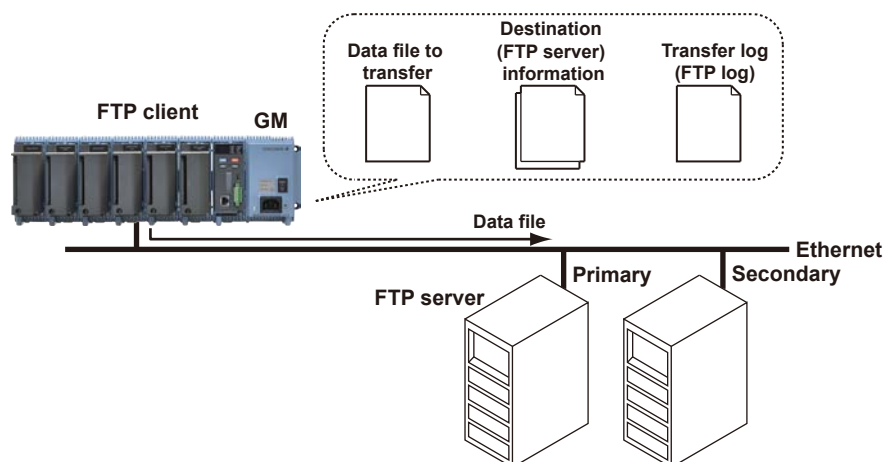 Data file to
transfer
Destination
(FTP server)
information
Transfer log
(FTP log)
FTP client
GM
Data file
Ethernet
Primary
Secondary
FTP server